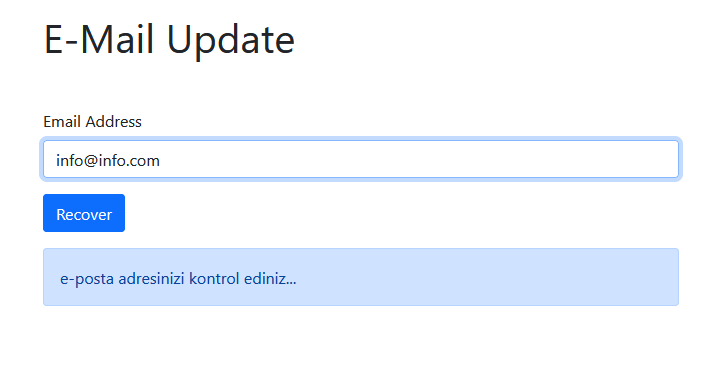 E-Mail Update
Email Address
info@info.com
Recover
e-posta adresinizi kontrol ediniz...